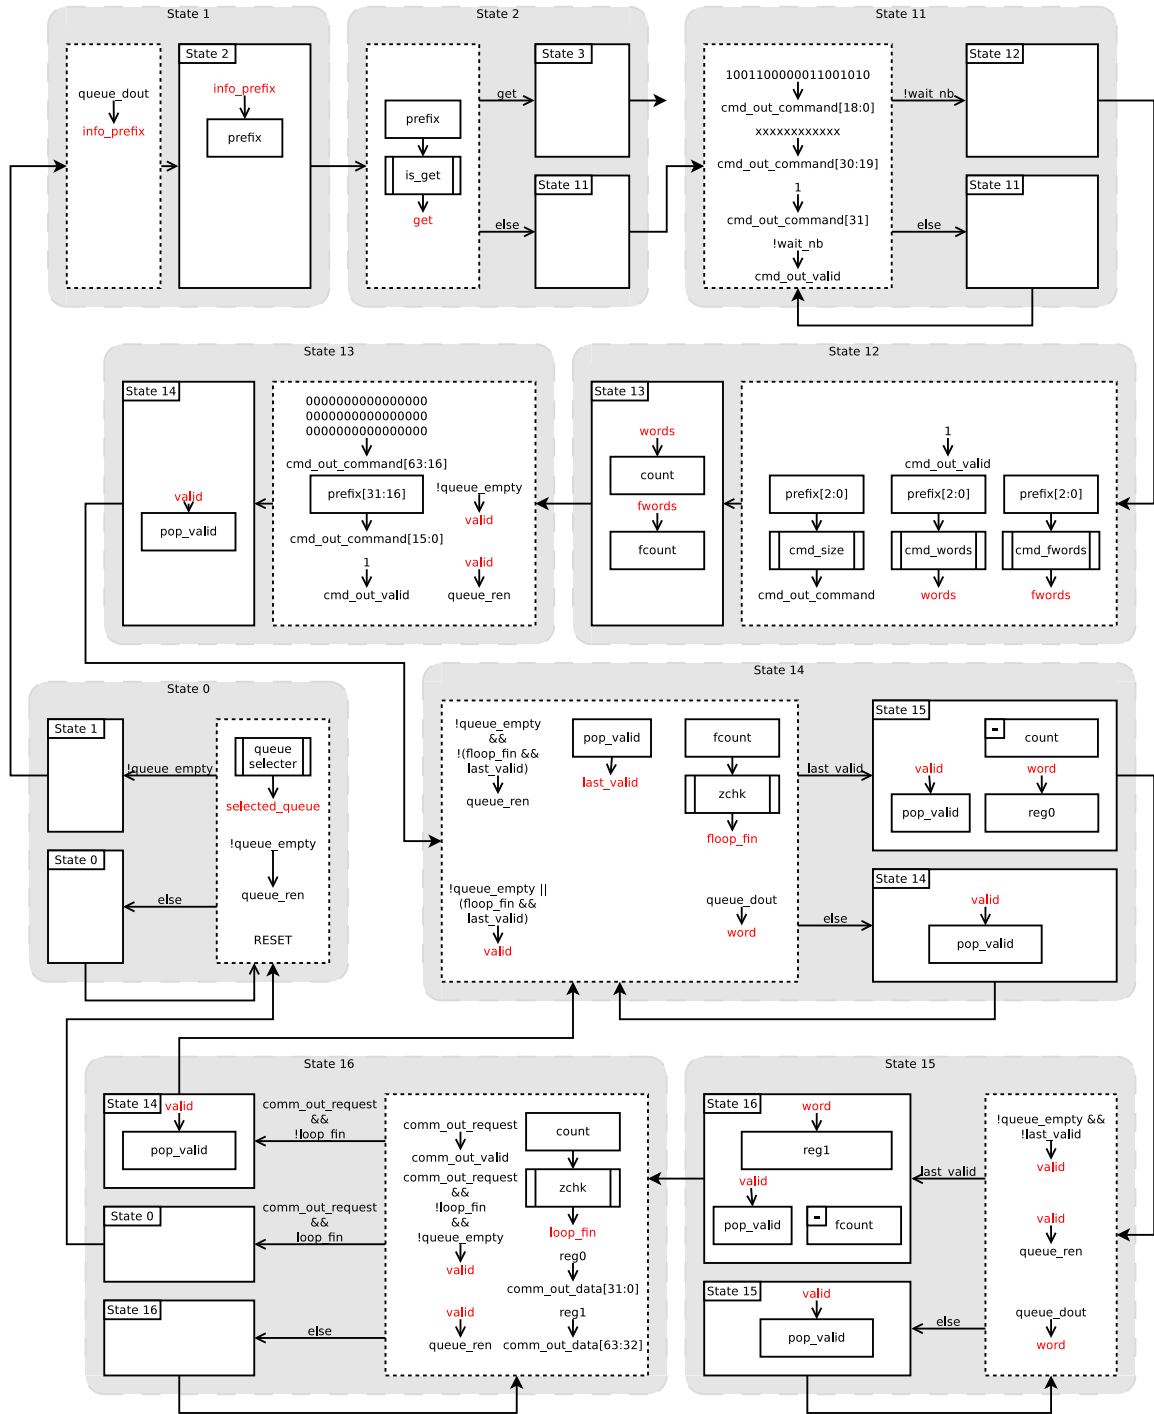 State 1
queue_dout
info_prefix
State 2
info_prefix
prefix
State 2
prefix
is_get
get
get
else
State 3
State 11
State 11
1001100000011001010
cmd_out_command[18:0]
xxxxxxxxxxxx
cmd_out_command[30:19]
1
cmd_out_command[31]
!wait_nb
cmd_out_valid
!wait_nb
else
State 12
State 11
State 13
State 14
valid
pop_valid
0000000000000000
0000000000000000
0000000000000000
cmd_out_command[63:16]
prefix[31:16]
cmd_out_command[15:0]
1
cmd_out_valid
!queue_empty
valid
valid
queue_ren
State 12
State 13
words
count
fwords
fcount
1
cmd_out_valid
prefix[2:0]
prefix[2:0]
prefix[2:0]
cmd_size
cmd_words
cmd_fwords
cmd_out_command
words
fwords
State 0
State 1
State 0
!queue_empty
else
queue
selecter
selected_queue
!queue_empty
queue_ren
RESET
State 14
!queue_empty
&&
!(floop_fin &&
last_valid)
queue_ren
pop_valid
last_valid
fcount
zchk
floop_fin
!queue_empty ||
(floop_fin &&
last_valid)
valid
queue_dout
word
last_valid
else
State 15
-
count
valid
pop_valid
word
reg0
State 14
valid
pop_valid
State 16
State 14
valid
pop_valid
State 0
State 16
comm_out_request
&&
!loop_fin
comm_out_request
&&
loop_fin
else
comm_out_request
comm_out_valid
comm_out_request
&&
!loop_fin
&&
!queue_empty
valid
valid
queue_ren
count
zchk
loop_fin
reg0
comm_out_data[31:0]
reg1
comm_out_data[63:32]
State 15
State 16
word
reg1
valid
pop_valid
-
fcount
State 15
valid
pop_valid
last_valid
else
!queue_empty &&
!last_valid
valid
valid
queue_ren
queue_dout
word